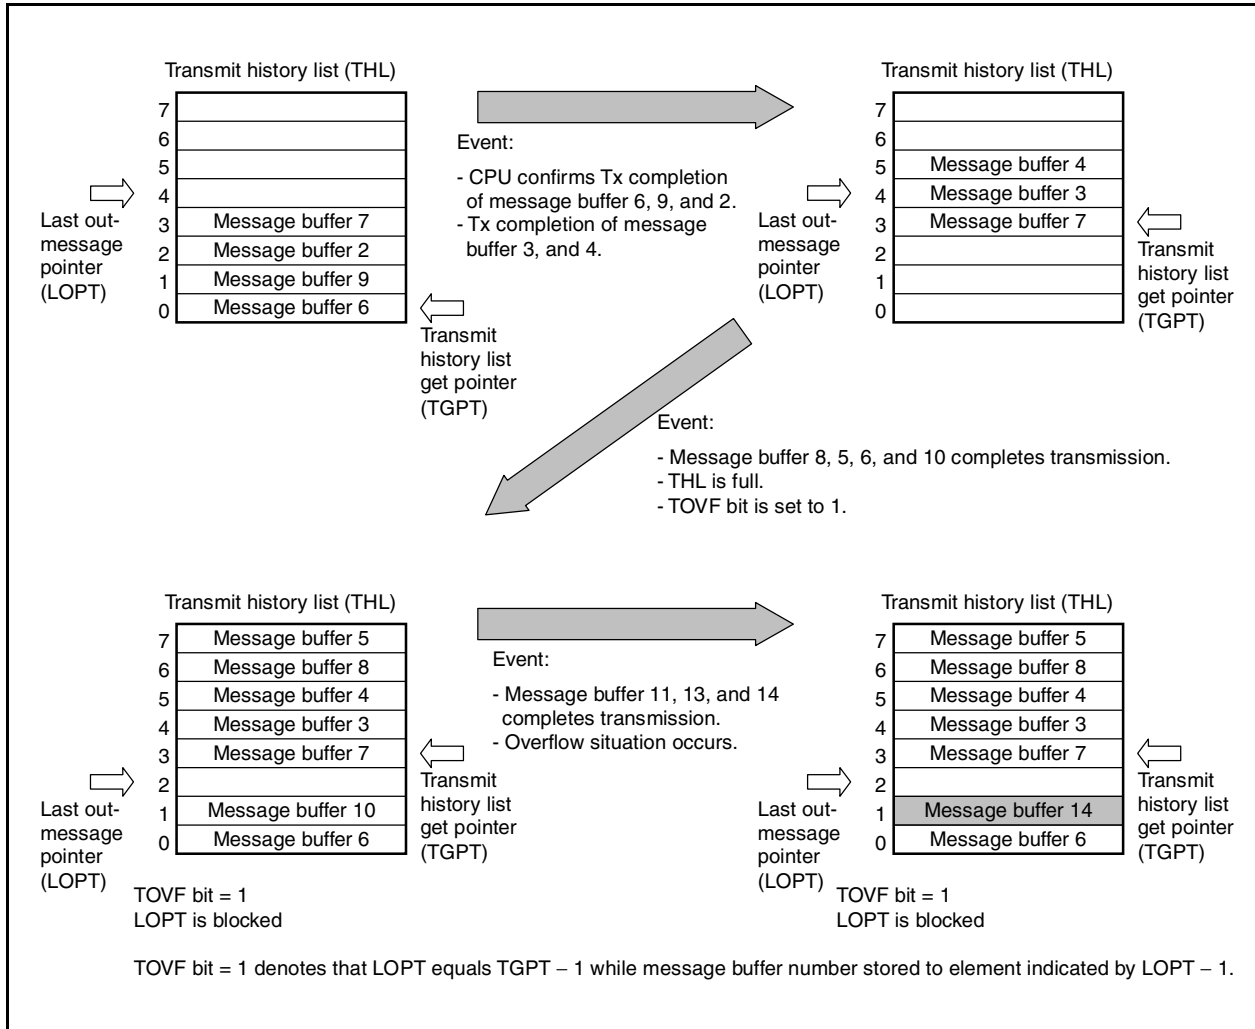 Transmit history list (THL)
7
6
5
4
3 Message buffer 7
2 Message buffer 2
1 Message buffer 9
0 Message buffer 6
Last out-
message
pointer
(LOPT)
Transmit
history list
get pointer
(TGPT)
Event:
- CPU confirms Tx completion
of message buffer 6, 9, and 2.
- Tx completion of message
buffer 3, and 4.
Transmit history list (THL)
7
6
5 Message buffer 4
4 Message buffer 3
3 Message buffer 7
2
1
0
Last out-
message
pointer
(LOPT)
Transmit
history list
get pointer
(TGPT)
Event:
- Message buffer 8, 5, 6, and 10 completes transmission.
- THL is full.
- TOVF bit is set to 1.
Transmit history list (THL)
7 Message buffer 5
6 Message buffer 8
5 Message buffer 4
4 Message buffer 3
3 Message buffer 7
2
1 Message buffer 10
0 Message buffer 6
Last out-
message
pointer
(LOPT)
Transmit
history list
get pointer
(TGPT)
TOVF bit = 1
LOPT is blocked
Event:
- Message buffer 11, 13, and 14
completes transmission.
- Overflow situation occurs.
Transmit history list (THL)
7 Message buffer 5
6 Message buffer 8
5 Message buffer 4
4 Message buffer 3
3 Message buffer 7
2
1 Message buffer 14
0 Message buffer 6
Last out-
message
pointer
(LOPT)
Transmit
history list
get pointer
(TGPT)
TOVF bit = 1
LOPT is blocked
TOVF bit = 1 denotes that LOPT equals TGPT – 1 while message buffer number stored to element indicated by LOPT – 1.